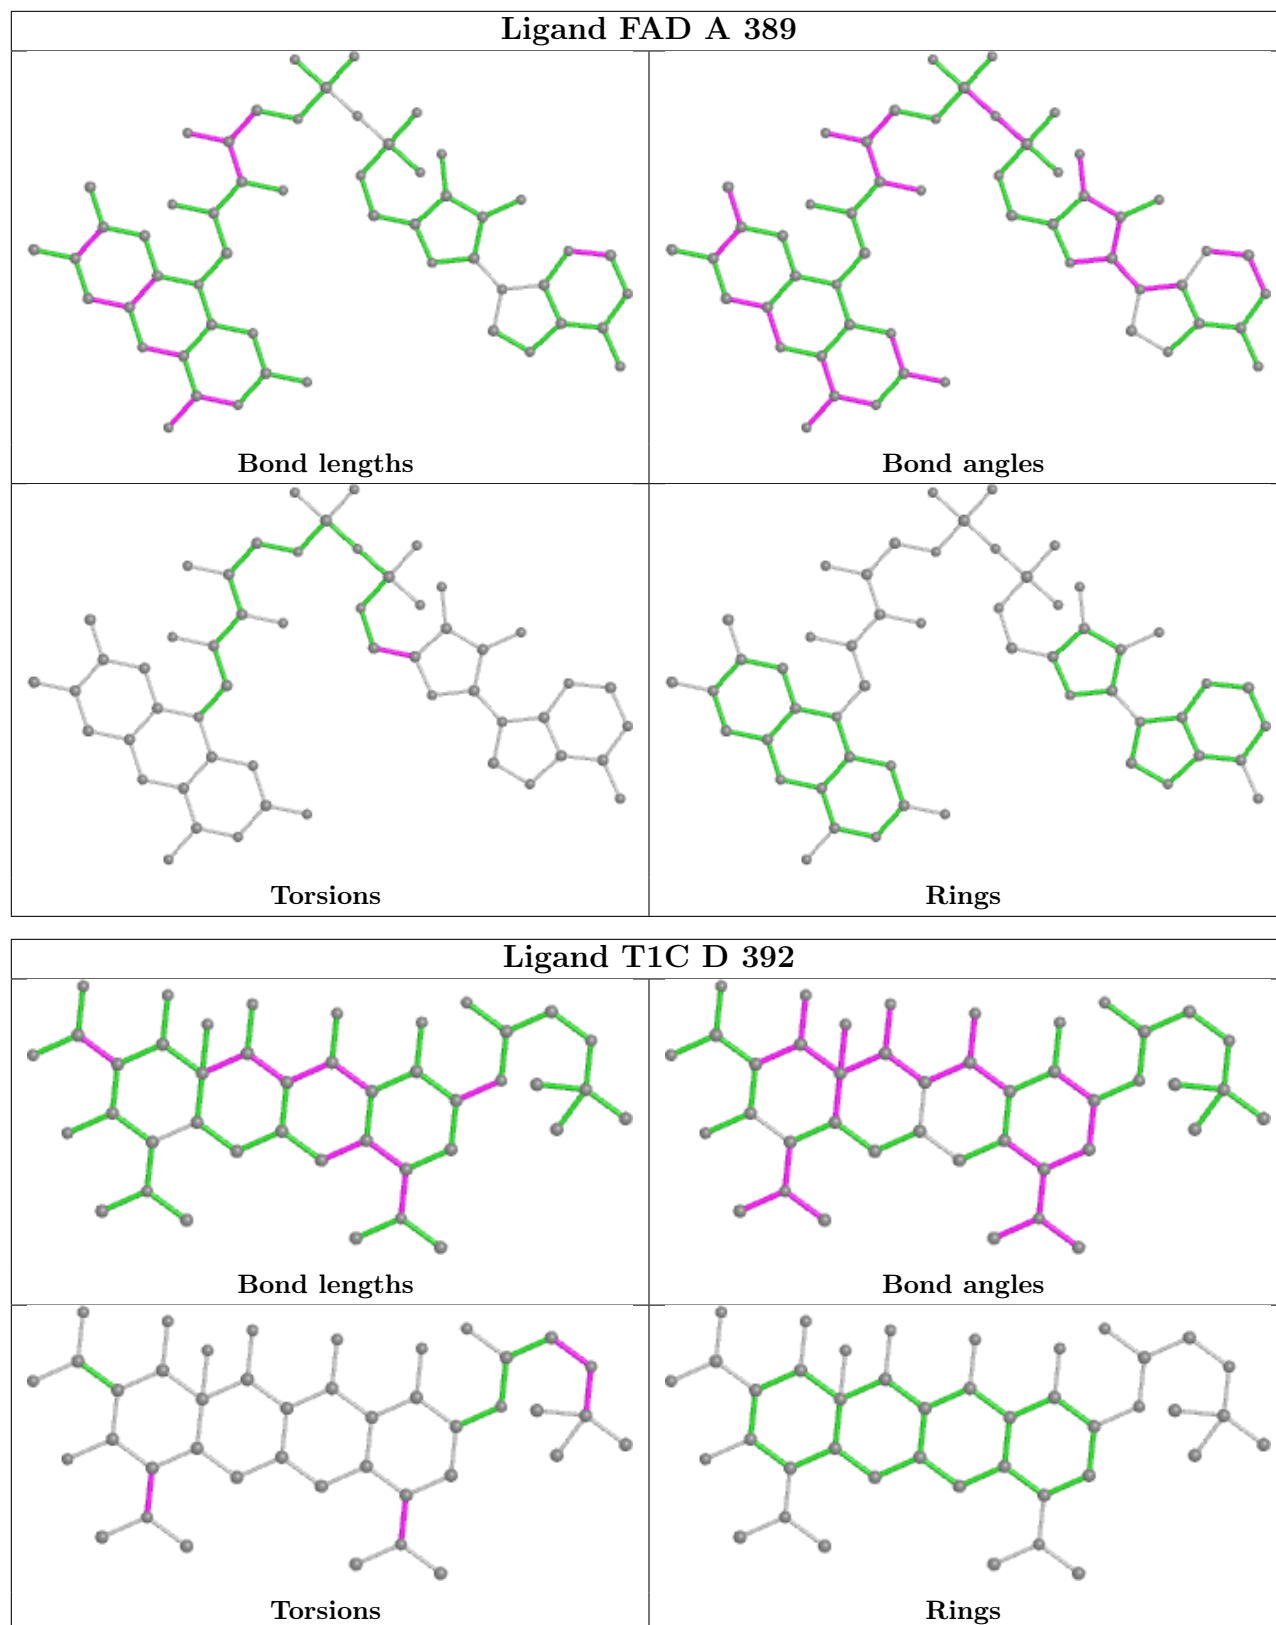 Ligand FAD A 389
Bond lengths
Bond angles
Torsions
Rings
Ligand T1C D 392
Bond lengths
Bond angles
Torsions
Rings